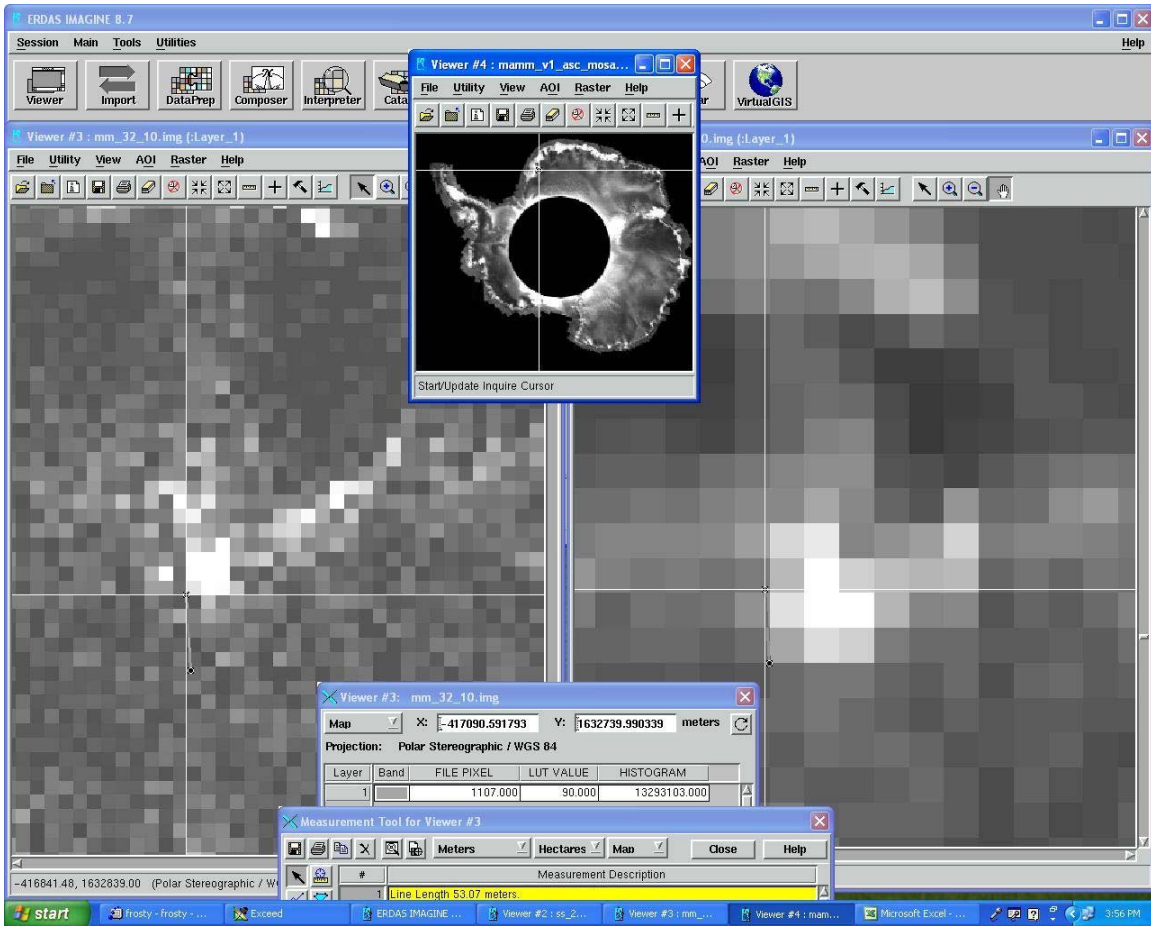 ERDAS IMAGINE 8.7
Session Main Tools Utilities Help
Viewer Import DataPrep Composer Interpreter VirtualGIS
Viewer #4 : mamm_v1_asc_mosa...
File Utility View AOI Raster Help
Start/Update Inquire Cursor
Viewer #3 : mm_32_10.img (:Layer_1)
File Utility View AOI Raster Help
0.img (:Layer_1)
AOI Raster Help
Viewer #3: mm_32_10.img
Map X: -417090.591793 Y: 1632739.990339 meters
Projection: Polar Stereographic / WGS 84
Layer Band FILE PIXEL LUT VALUE HISTOGRAM
1 1107.000 90.000 13293103.000
Measurement Tool for Viewer #3
Meters Hectares Map Close Help
# Measurement Description
1 Line Length 53.07 meters.
-416841.48, 1632839.00 (Polar Stereographic / W
start frosty - frosty - ... Exceed ERDAS IMAGINE ... Viewer #2 : ss_2... Viewer #3 : mm_... Viewer #4 : mam... Microsoft Excel - ... 3:56 PM